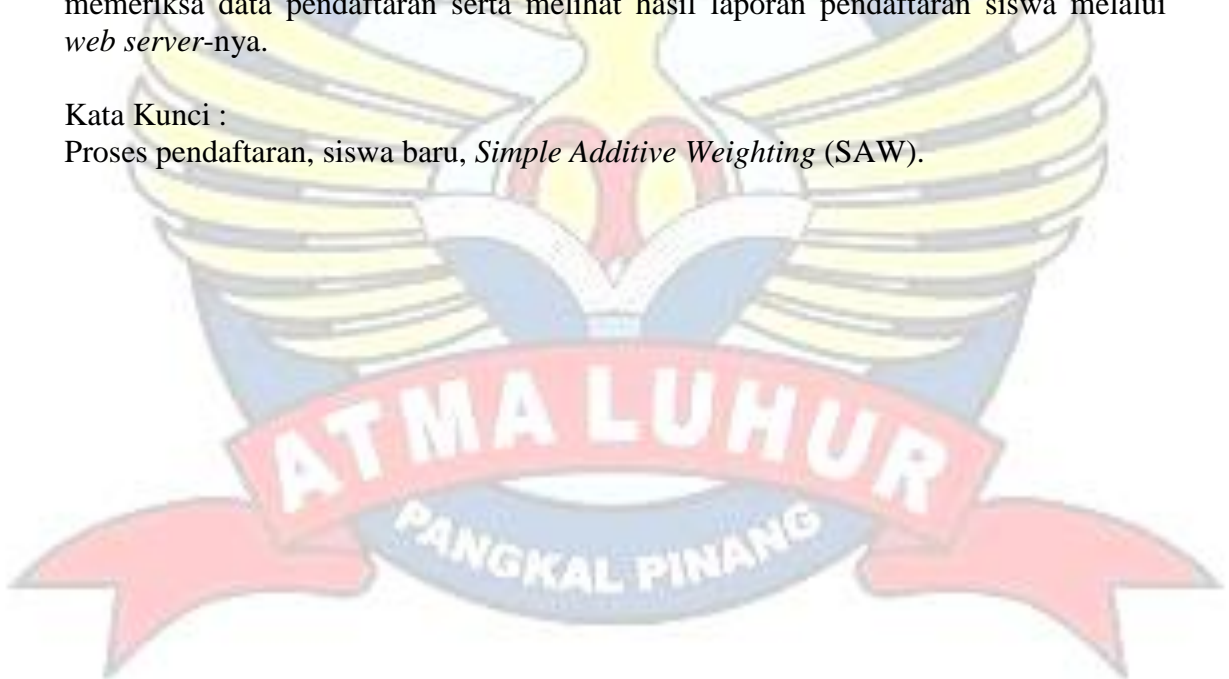 memeriksa data pendaftaran serta melihat hasil laporan pendaftaran siswa melalui
web server-nya.
Kata Kunci :
Proses pendaftaran, siswa baru, Simple Additive Weighting (SAW).
ATMA LUHUR
PANGKAL PINANG